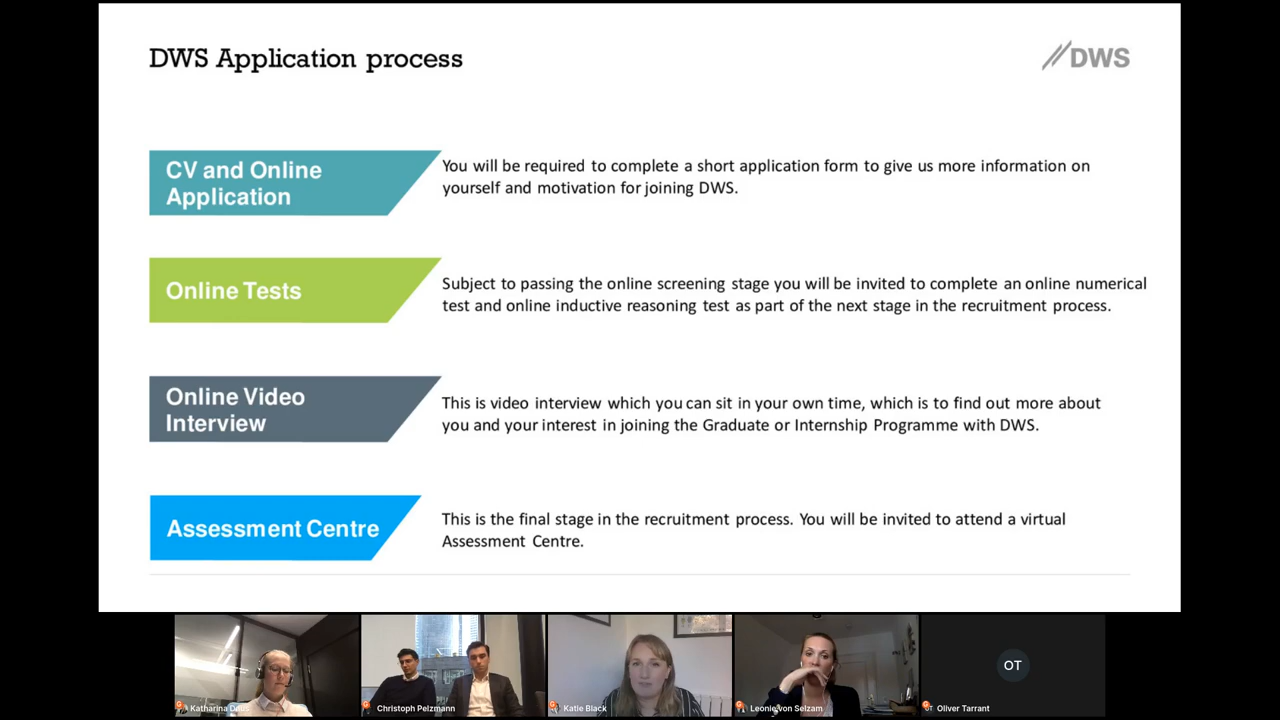 DWS Application process
DWS
CV and Online
Application
You will be required to complete a short application form to give us more information on
yourself and motivation for joining DWS.
Online Tests
Subject to passing the online screening stage you will be invited to complete an online numerical
test and online inductive reasoning test as part of the next stage in the recruitment process.
Online Video
Interview
This is video interview which you can sit in your own time, which is to find out more about
you and your interest in joining the Graduate or Internship Programme with DWS.
Assessment Centre
This is the final stage in the recruitment process. You will be invited to attend a virtual
Assessment Centre.
OT
Katharina
Christoph Pelzmann
Katie Black
Leonie von Selzam
Oliver Tarrant